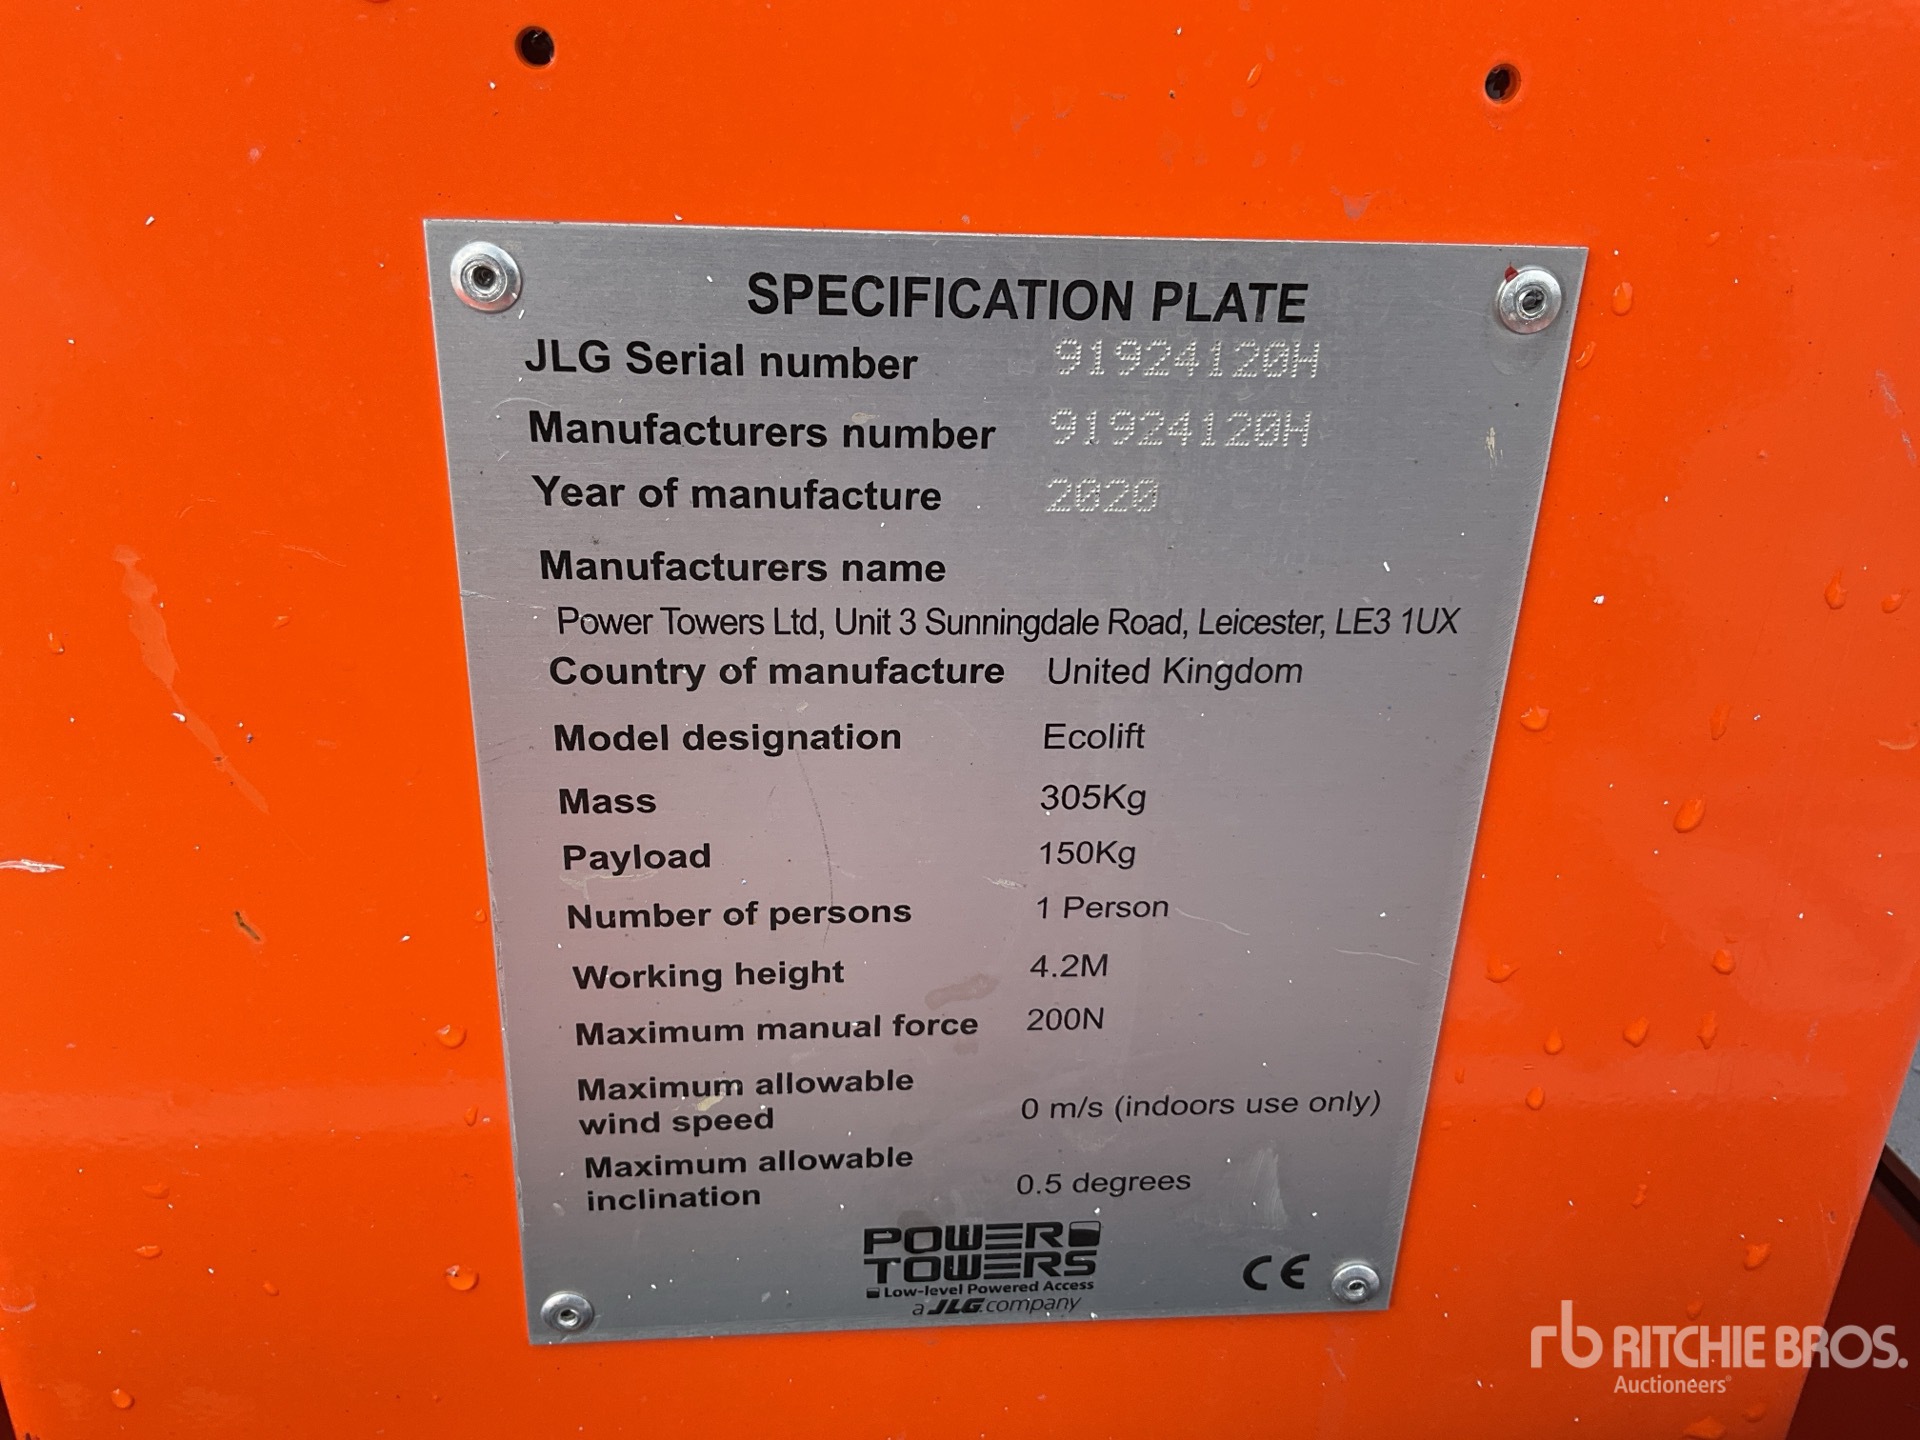 SPECIFICATION PLATE
JLG Serial number 91924120H
Manufacturers number 91924120H
Year of manufacture 2020
Manufacturers name
Power Towers Ltd, Unit 3 Sunningdale Road, Leicester, LE3 1UX
Country of manufacture United Kingdom
Model designation Ecolift
Mass 305Kg
Payload 150Kg
Number of persons 1 Person
Working height 4.2M
Maximum manual force 200N
Maximum allowable
wind speed 0 m/s (indoors use only)
Maximum allowable
inclination 0.5 degrees
POWER
TOWERS
Low-level Powered Access
a JLG company
CE
rb RITCHIE BROS.
Auctioneers